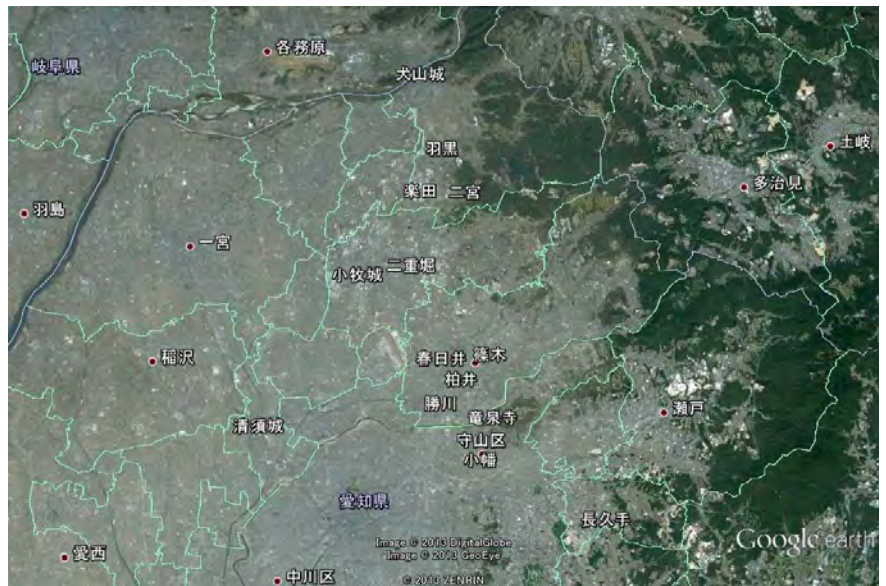 各務原
岐阜県
犬山城
土岐
羽黒
多治見
楽田 二宮
羽島
一宮
二重堀
小牧城
稲沢
春日井 篠木
柏井
勝川
瀬戸
竜泉寺
清須城
守山区
小幡
愛知県
長久手
Image © 2013 DigitalGlobe
Image © 2013 GeoEye
Google earth
愛西
中川区
© 2013 ZENRIN